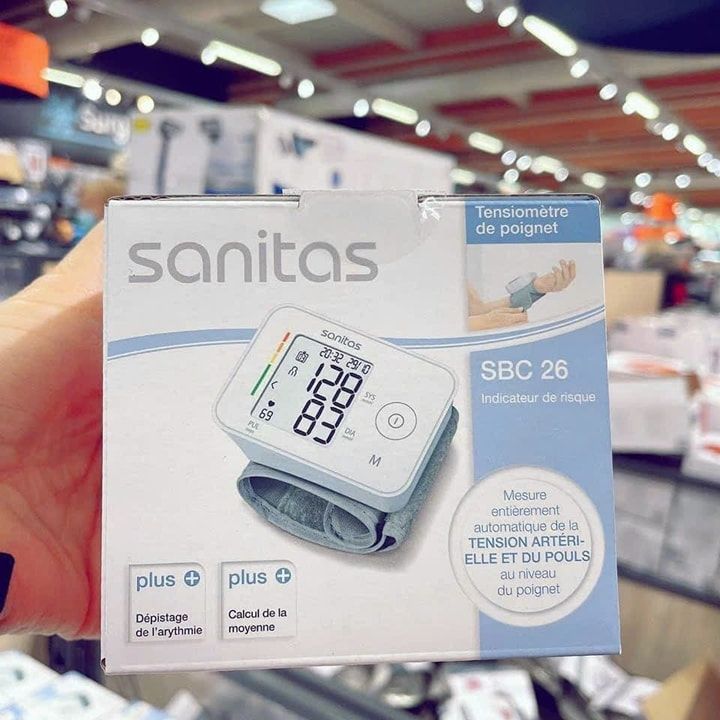 sanitas
Tensiomètre
de poignet
SBC 26
Indicateur de risque
sanitas
20:32 29/10
128
SYS
83
DIA
69
PUL
M
Mesure
entièrement
automatique de la
TENSION ARTÉRI-
ELLE ET DU POULS
au niveau
du poignet
plus +
Dépistage
de l'arythmie
plus +
Calcul de la
moyenne